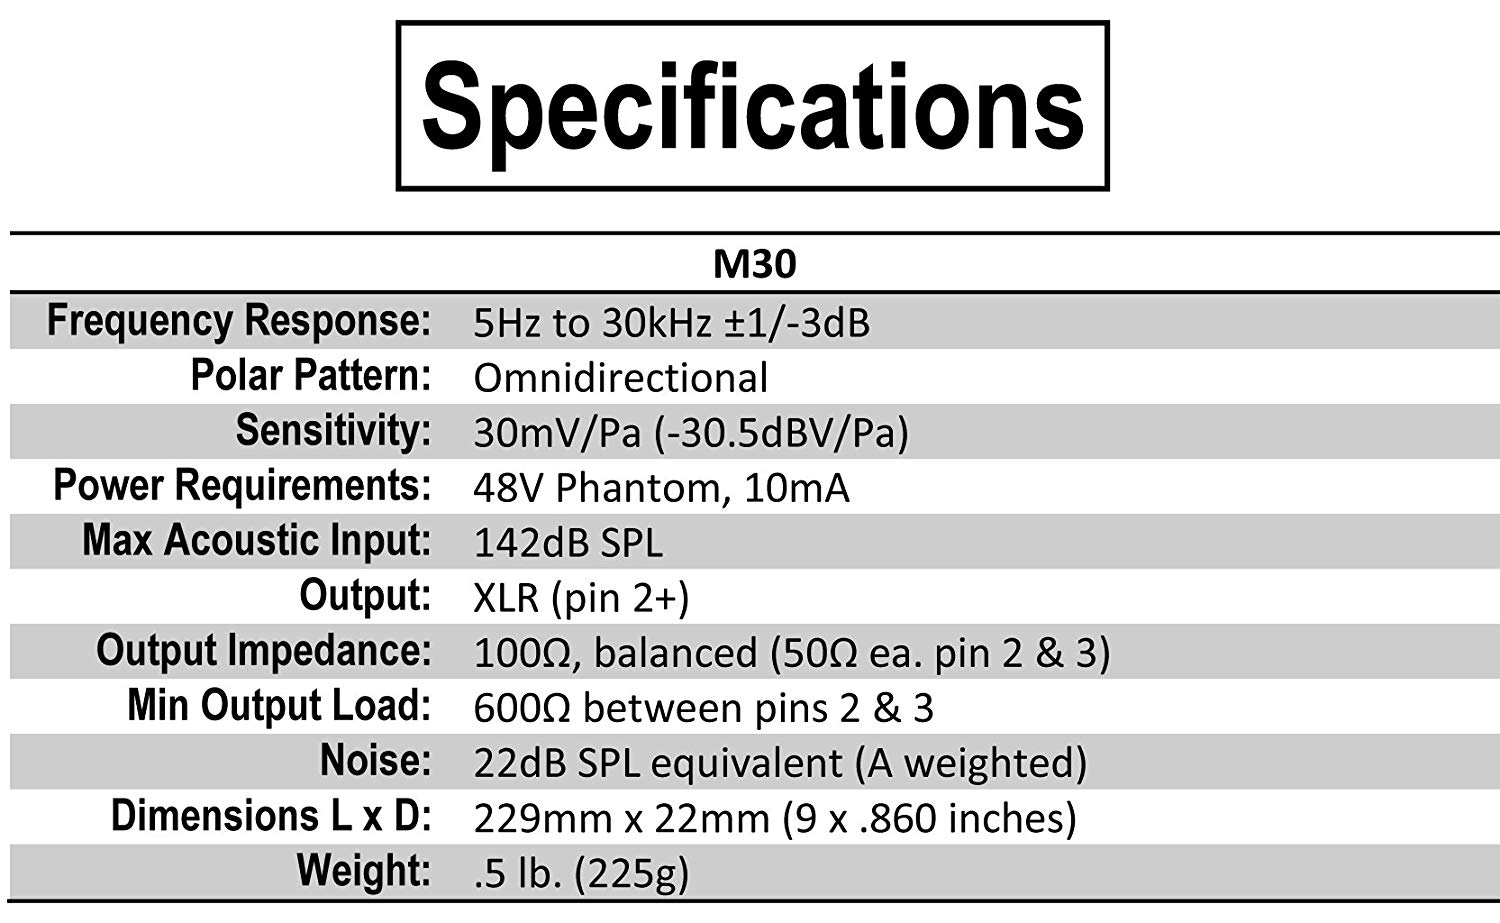 Specifications
M30
Frequency Response: 5Hz to 30kHz ±1/-3dB
Polar Pattern: Omnidirectional
Sensitivity: 30mV/Pa (-30.5dBV/Pa)
Power Requirements: 48V Phantom, 10mA
Max Acoustic Input: 142dB SPL
Output: XLR (pin 2+)
Output Impedance: 100Ω, balanced (50Ω ea. pin 2 & 3)
Min Output Load: 600Ω between pins 2 & 3
Noise: 22dB SPL equivalent (A weighted)
Dimensions L x D: 229mm x 22mm (9 x .860 inches)
Weight: .5 lb. (225g)